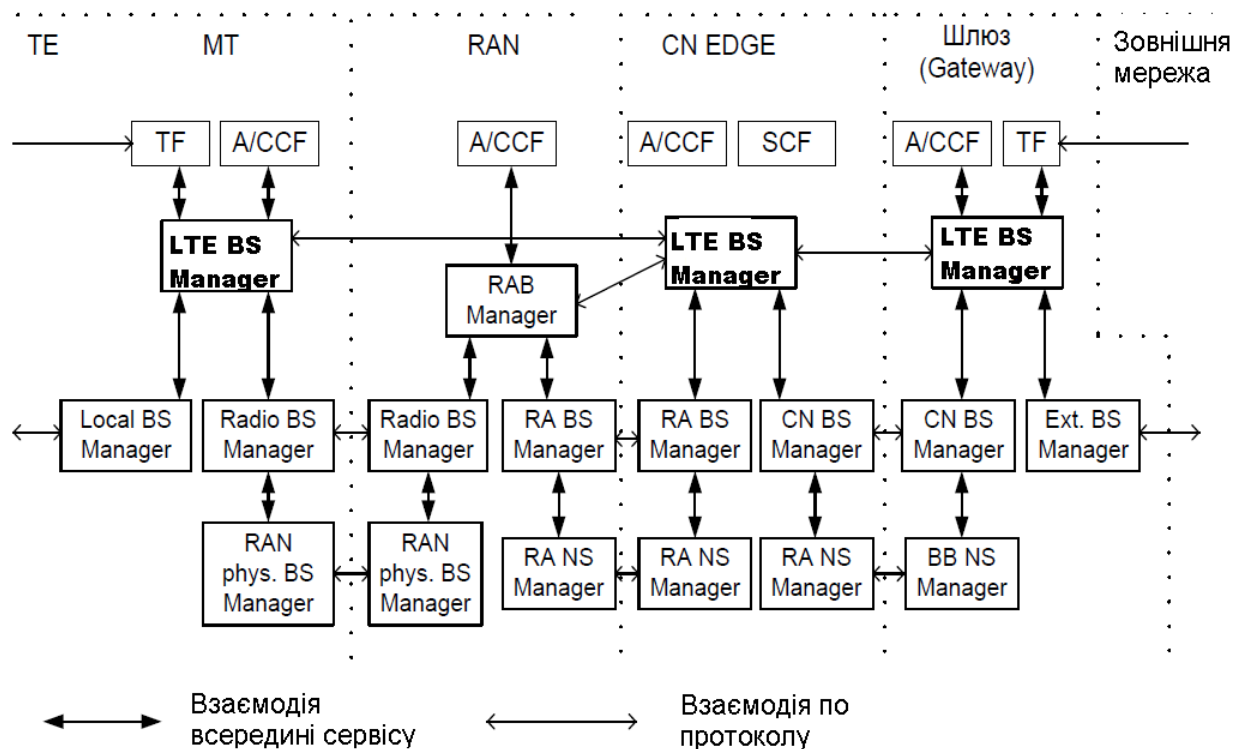 TE MT RAN CN EDGE Шлюз (Gateway) Зовнішня мережа
TF A/CCF A/CCF A/CCF SCF A/CCF TF
LTE BS Manager
RAB Manager
LTE BS Manager
LTE BS Manager
Local BS Manager
Radio BS Manager
Radio BS Manager
RA BS Manager
RA BS Manager
CN BS Manager
CN BS Manager
Ext. BS Manager
RAN phys. BS Manager
RAN phys. BS Manager
RA NS Manager
RA NS Manager
RA NS Manager
BB NS Manager
Взаємодія всередині сервісу
Взаємодія по протоколу